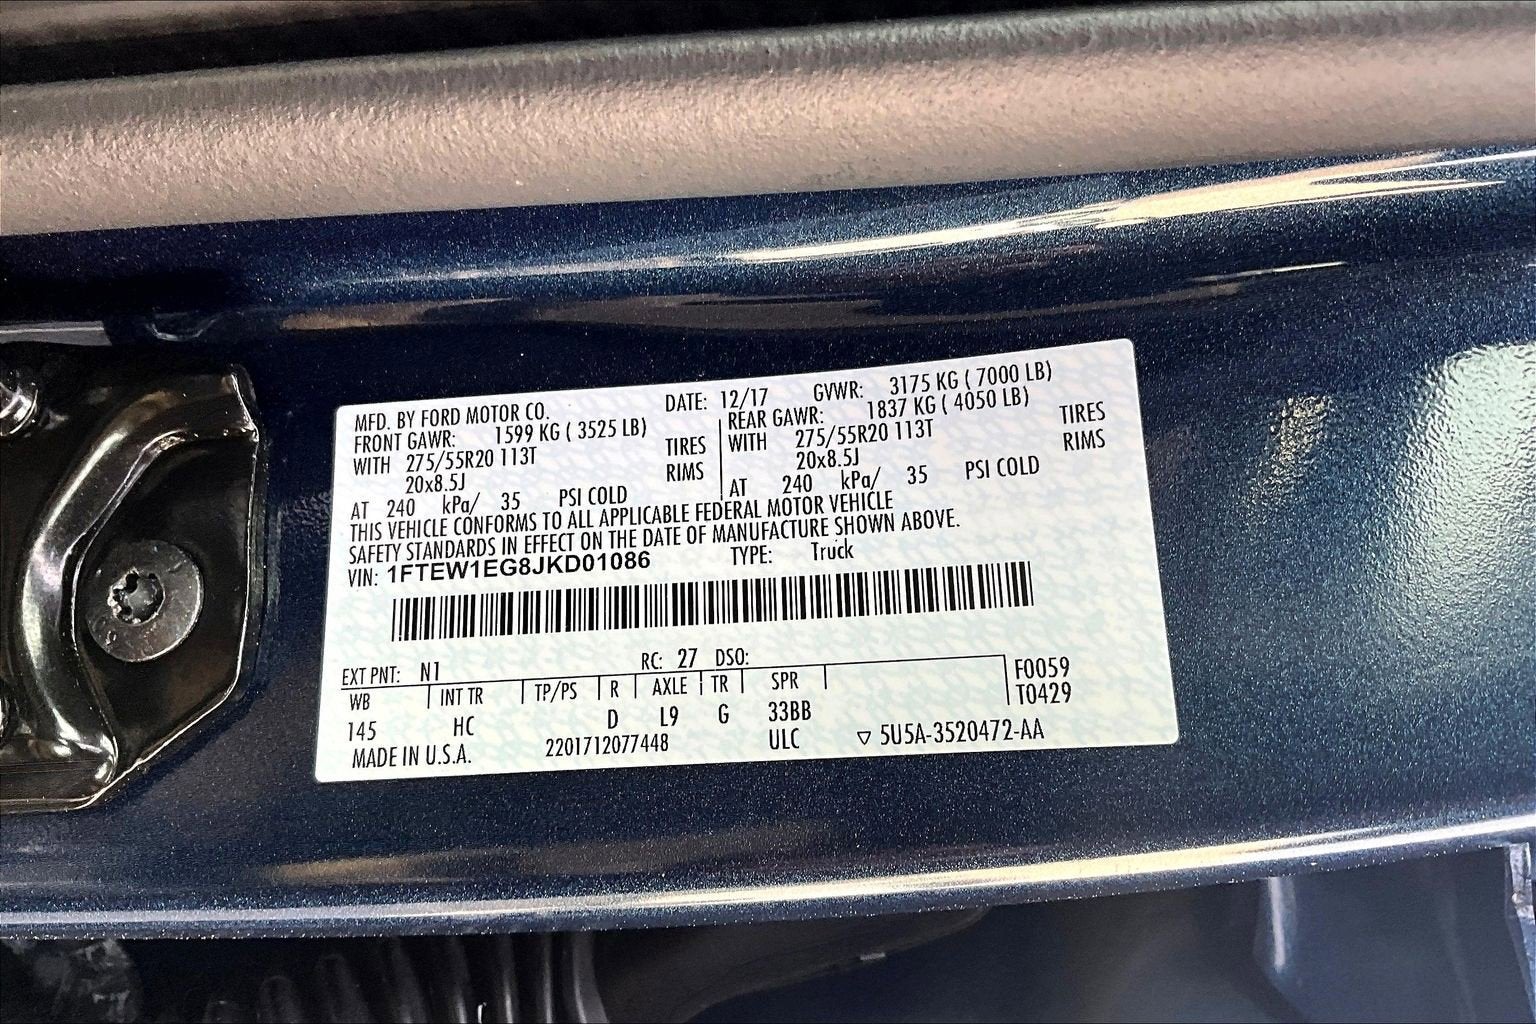 MFD. BY FORD MOTOR CO. DATE: 12/17 GVWR: 3175 KG ( 7000 LB)
FRONT GAWR: 1599 KG ( 3525 LB) REAR GAWR: 1837 KG ( 4050 LB)
WITH 275/55R20 113T TIRES WITH 275/55R20 113T TIRES
20x8.5J RIMS 20x8.5J RIMS
AT 240 kPa/ 35 PSI COLD AT 240 kPa/ 35 PSI COLD
THIS VEHICLE CONFORMS TO ALL APPLICABLE FEDERAL MOTOR VEHICLE
SAFETY STANDARDS IN EFFECT ON THE DATE OF MANUFACTURE SHOWN ABOVE.
VIN: 1FTEW1EG8JKD01086 TYPE: Truck
EXT PNT: N1 RC: 27 DSO:
WB INT TR TP/PS R AXLE TR SPR F0059
145 HC D L9 G 33BB T0429
MADE IN U.S.A. 2201712077448 ULC ▽ 5U5A-3520472-AA